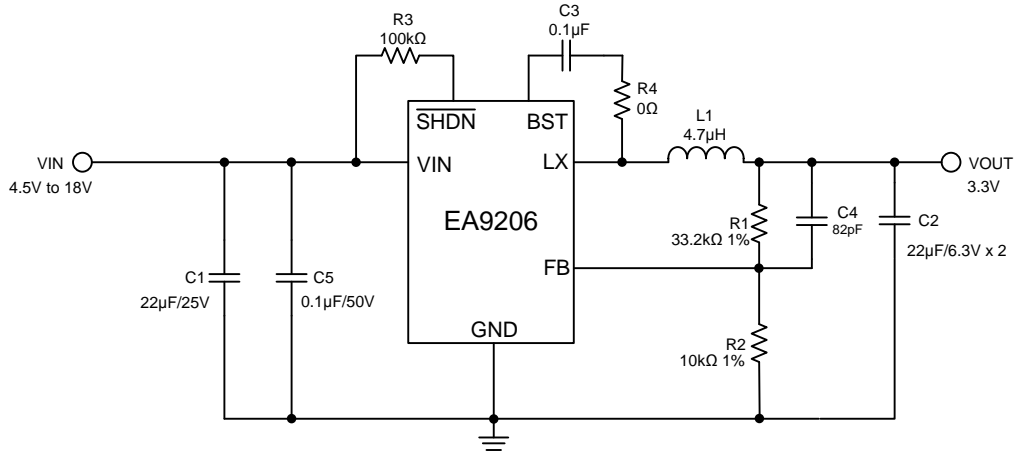 C3
0.1µF
R3
100kΩ
R4
0Ω
SHDN
BST
L1
4.7µH
VIN
4.5V to 18V
VIN
LX
VOUT
3.3V
EA9206
R1
33.2kΩ 1%
C4
82pF
C2
22µF/6.3V x 2
FB
C1
22µF/25V
C5
0.1µF/50V
GND
R2
10kΩ 1%